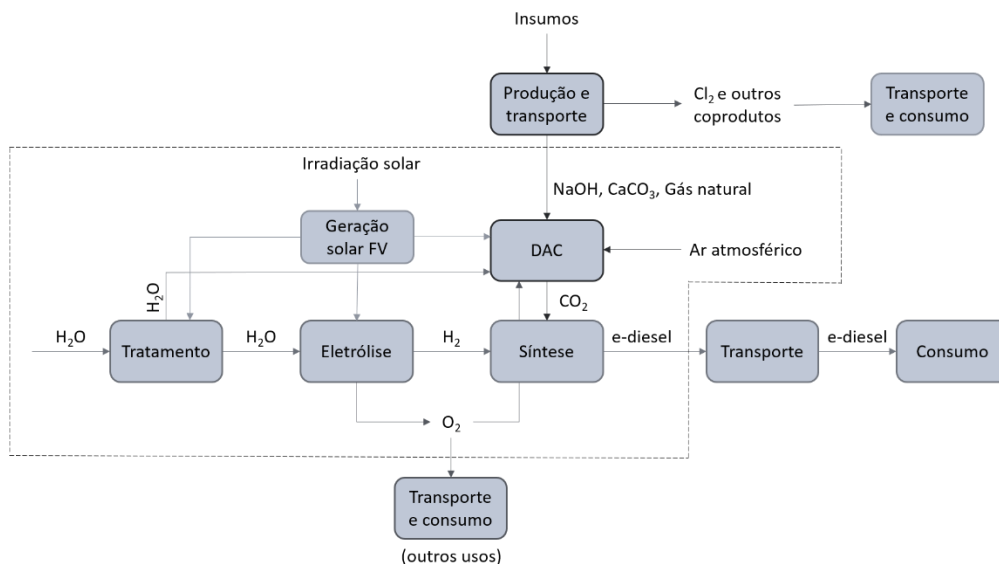 Insumos
Produção e
transporte
Cl₂ e outros
coprodutos
Transporte
e consumo
Irradiação solar
NaOH, CaCO₃, Gás natural
Geração
solar FV
DAC
Ar atmosférico
H₂O
CO₂
H₂O
Tratamento
H₂O
Eletrólise
H₂
Síntese
e-diesel
Transporte
e-diesel
Consumo
O₂
Transporte
e consumo
(outros usos)